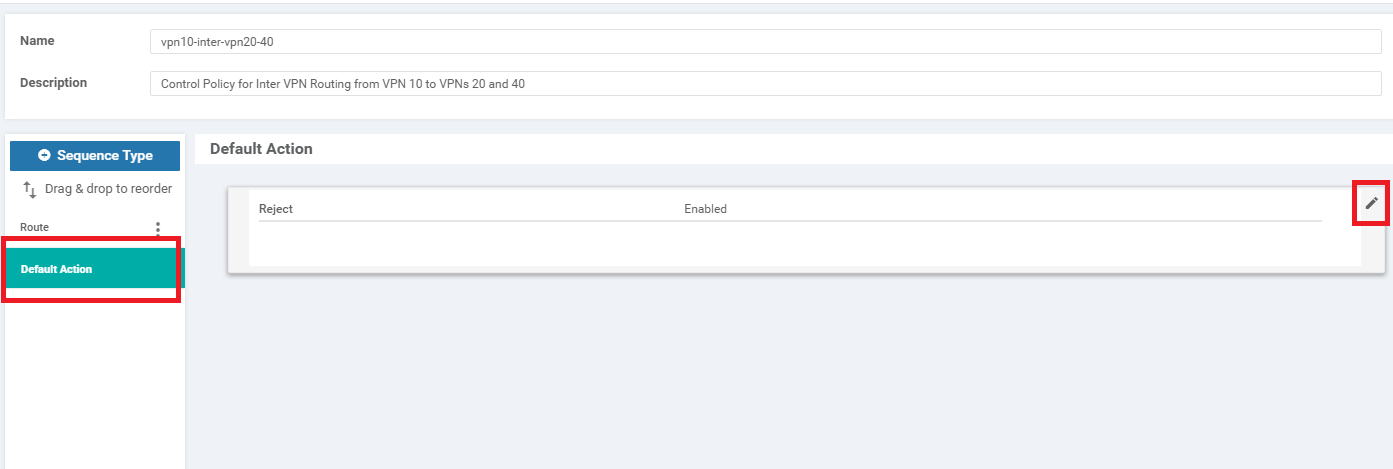 Name
vpn10-inter-vpn20-40
Description
Control Policy for Inter VPN Routing from VPN 10 to VPNs 20 and 40
Sequence Type
Default Action
Drag & drop to reorder
Reject Enabled
Route
Default Action